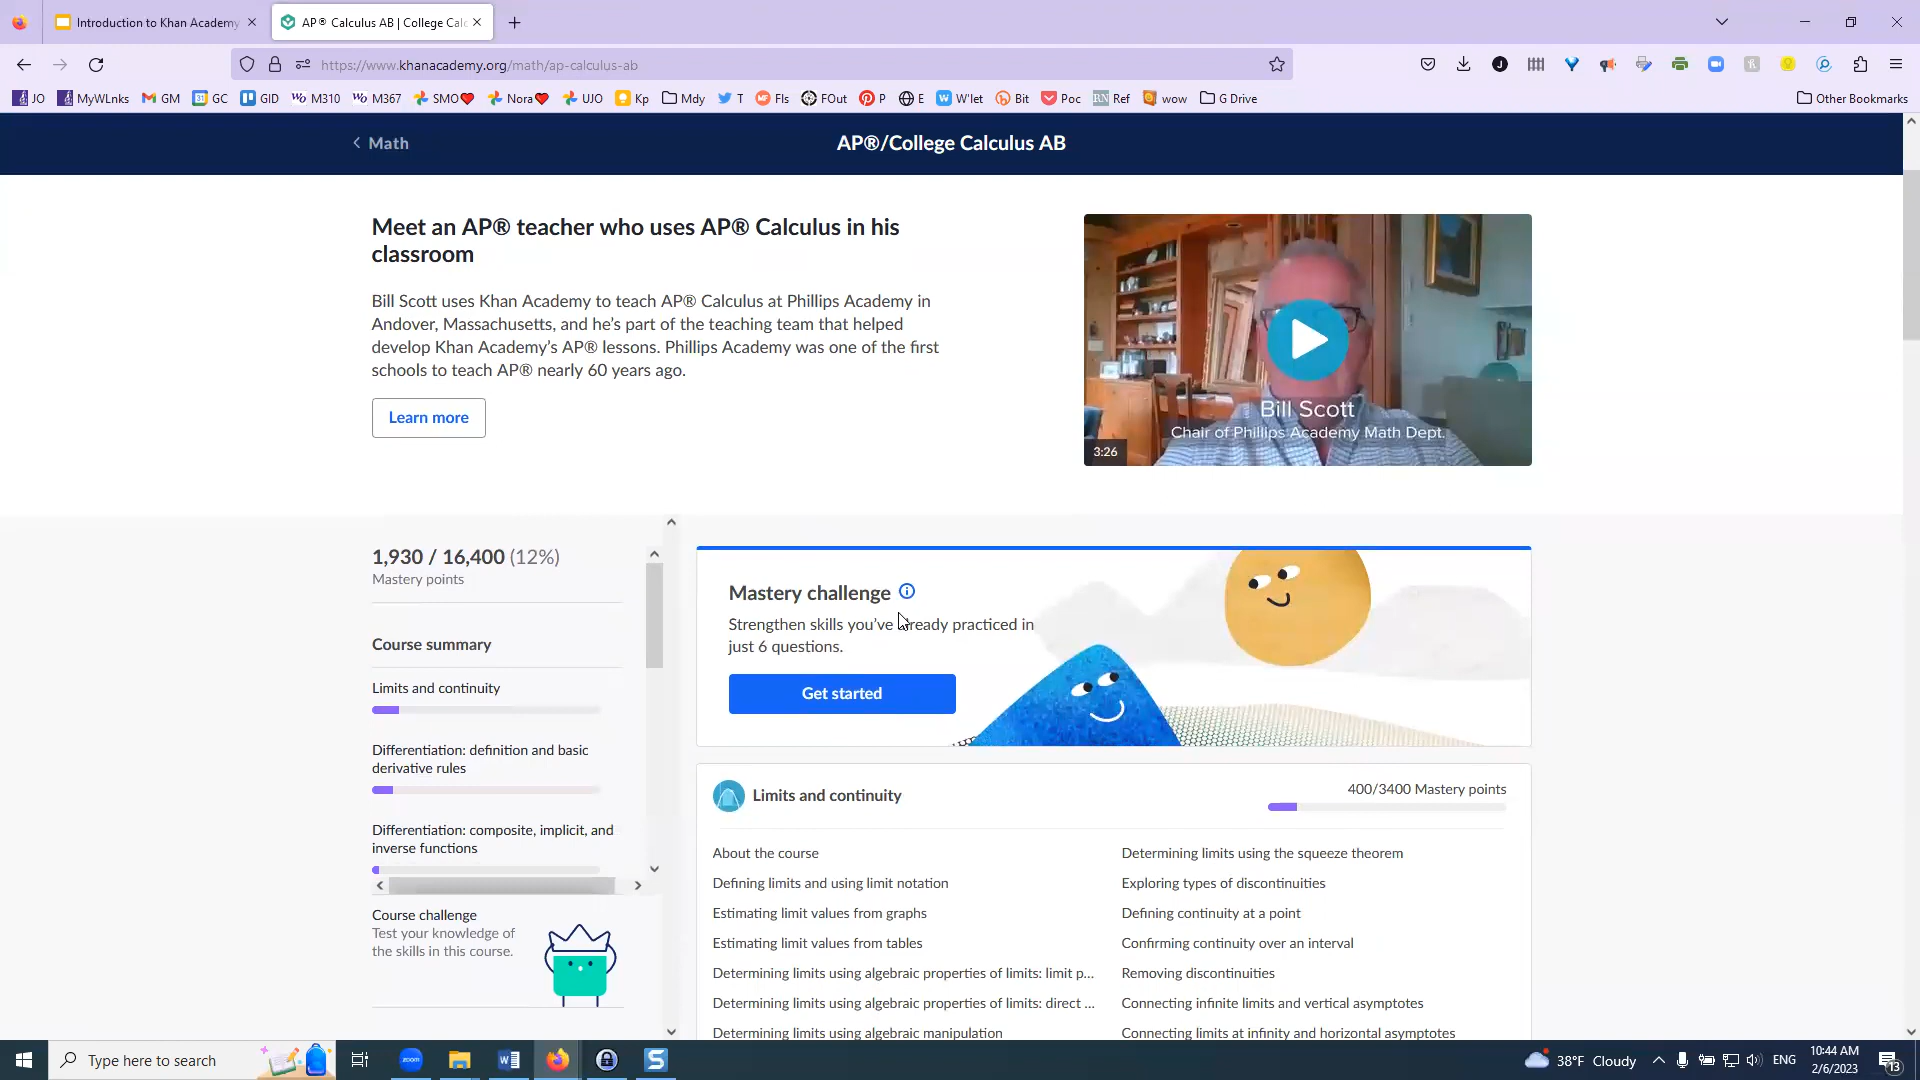 Introduction to Khan Academy
AP® Calculus AB | College Calc
https://www.khanacademy.org/math/ap-calculus-ab
JO
MyWLnks
GM
GC
GID
M310
M367
SMO
Nora
UJO
Kp
Mdy
T
FIs
FOut
P
E
W'let
Bit
Poc
RN Ref
wow
G Drive
Other Bookmarks
Math
AP®/College Calculus AB
Meet an AP® teacher who uses AP® Calculus in his
classroom
Bill Scott uses Khan Academy to teach AP® Calculus at Phillips Academy in
Andover, Massachusetts, and he's part of the teaching team that helped
develop Khan Academy's AP® lessons. Phillips Academy was one of the first
schools to teach AP® nearly 60 years ago.
Learn more
Bill Scott
Chair of Phillips Academy Math Dept.
3:26
1,930 / 16,400 (12%)
Mastery points
Course summary
Limits and continuity
Differentiation: definition and basic
derivative rules
Differentiation: composite, implicit, and
inverse functions
Course challenge
Test your knowledge of
the skills in this course.
Mastery challenge
Strengthen skills you've already practiced in
just 6 questions.
Get started
Limits and continuity
400/3400 Mastery points
About the course
Defining limits and using limit notation
Estimating limit values from graphs
Estimating limit values from tables
Determining limits using algebraic properties of limits: limit p...
Determining limits using algebraic properties of limits: direct ...
Determining limits using algebraic manipulation
Determining limits using the squeeze theorem
Exploring types of discontinuities
Defining continuity at a point
Confirming continuity over an interval
Removing discontinuities
Connecting infinite limits and vertical asymptotes
Connecting limits at infinity and horizontal asymptotes
Type here to search
zoom
38°F Cloudy
ENG
10:44 AM
2/6/2023
13